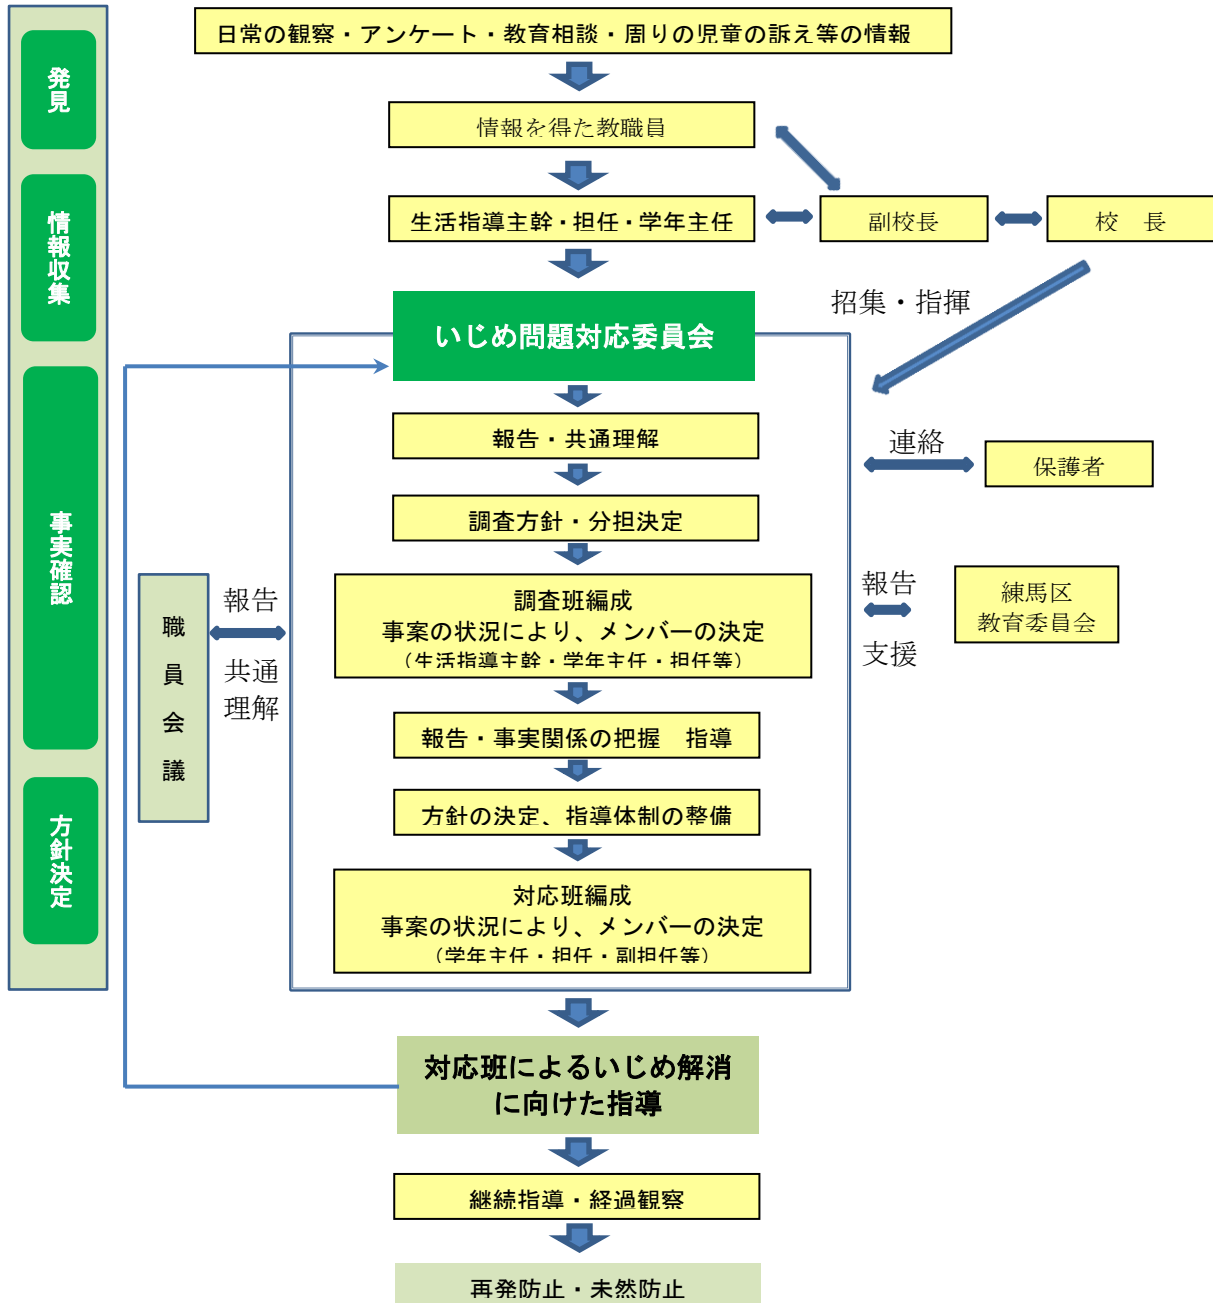 日常の観察・アンケート・教育相談・周りの児童の訴え等の情報
発見
情報を得た教職員
情報収集
生活指導主幹・担任・学年主任
副校長
校　長
招集・指揮
いじめ問題対応委員会
事実確認
報告・共通理解
連絡
保護者
調査方針・分担決定
調査班編成
事案の状況により、メンバーの決定
（生活指導主幹・学年主任・担任等）
報告
支援
練馬区
教育委員会
職員会議
報告
共通
理解
報告・事実関係の把握　指導
方針決定
方針の決定、指導体制の整備
対応班編成
事案の状況により、メンバーの決定
（学年主任・担任・副担任等）
対応班によるいじめ解消
に向けた指導
継続指導・経過観察
再発防止・未然防止